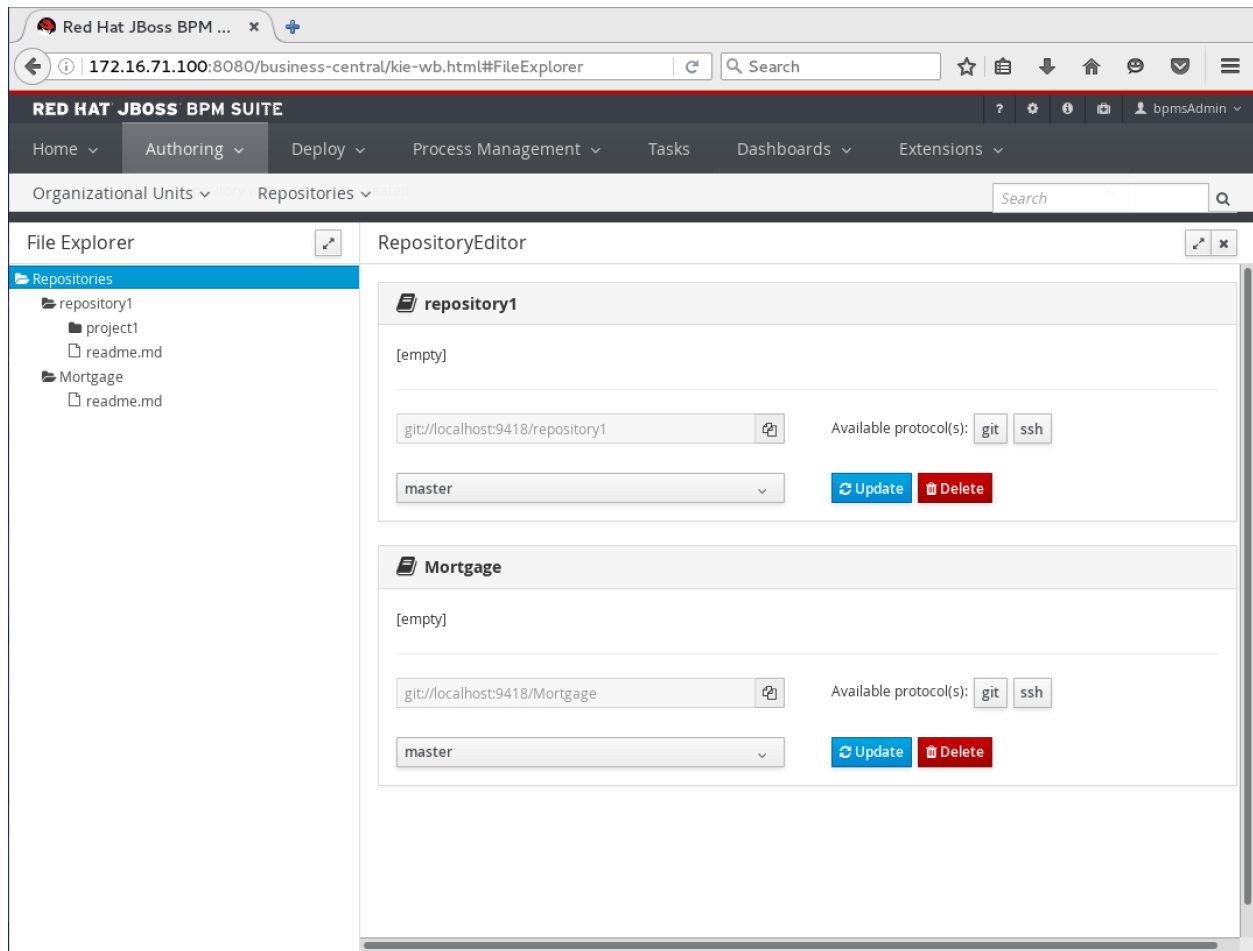 Red Hat JBoss BPM ...
172.16.71.100:8080/business-central/kie-wb.html#FileExplorer
Search
RED HAT JBOSS BPM SUITE
? bpmsAdmin
Home Authoring Deploy Process Management Tasks Dashboards Extensions
Organizational Units Repositories
Search
File Explorer
RepositoryEditor
Repositories
repository1
project1
readme.md
Mortgage
readme.md
repository1
[empty]
git://localhost:9418/repository1
Available protocol(s): git ssh
master
Update Delete
Mortgage
[empty]
git://localhost:9418/Mortgage
Available protocol(s): git ssh
master
Update Delete